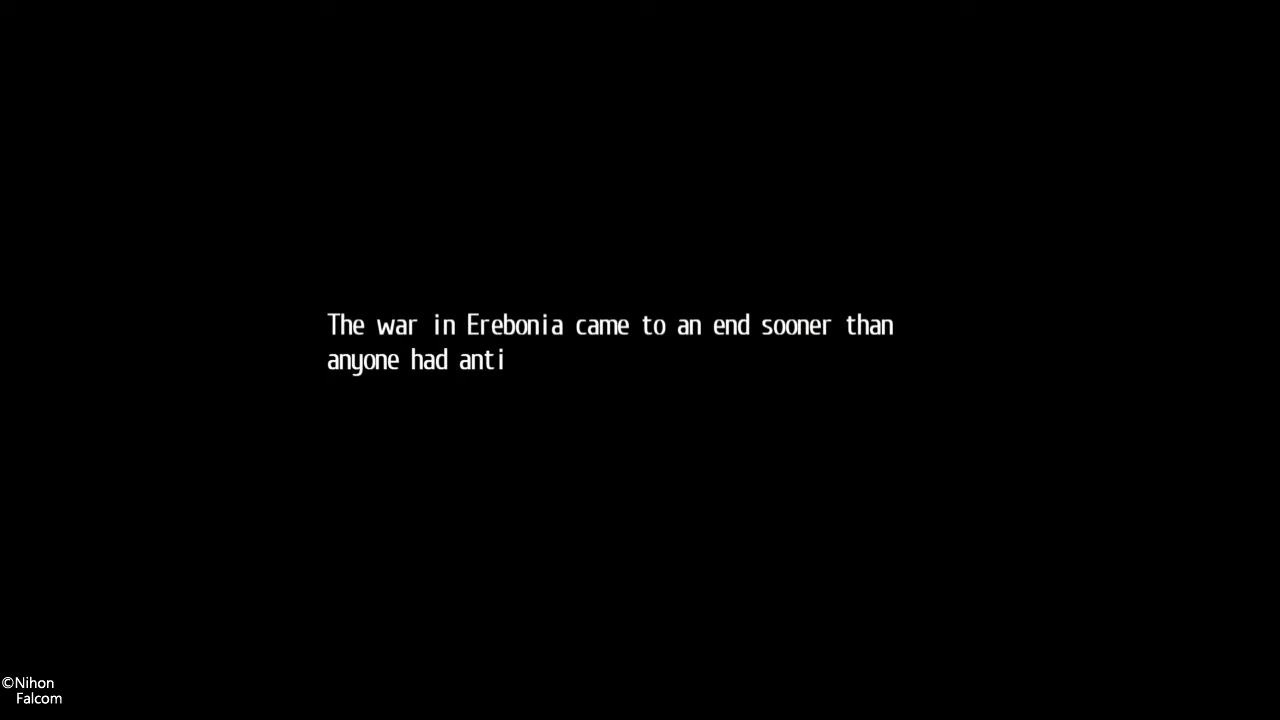 The war in Erebonia came to an end sooner than
anyone had anti
©Nihon
Falcom